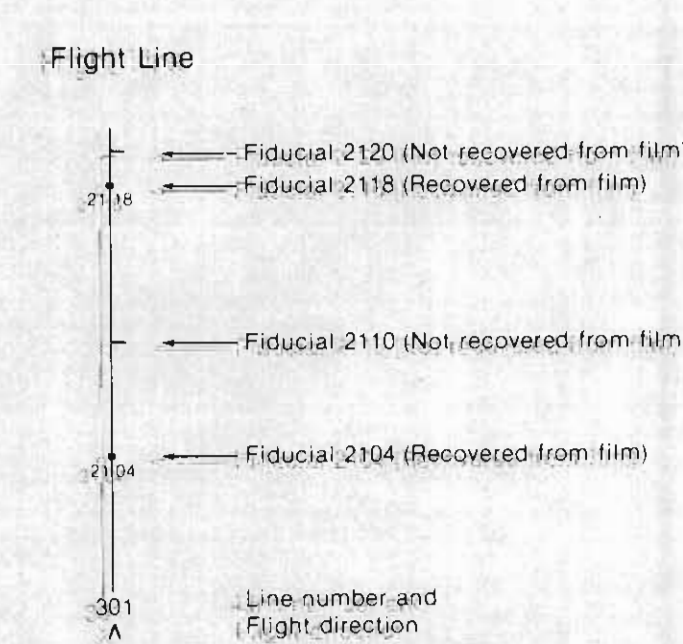 Flight Line
Fiducial 2120 (Not recovered from film)
Fiducial 2118 (Recovered from film)
2118
Fiducial 2110 (Not recovered from film
Fiducial 2104 (Recovered from film)
2104
301
Line number and
Flight direction